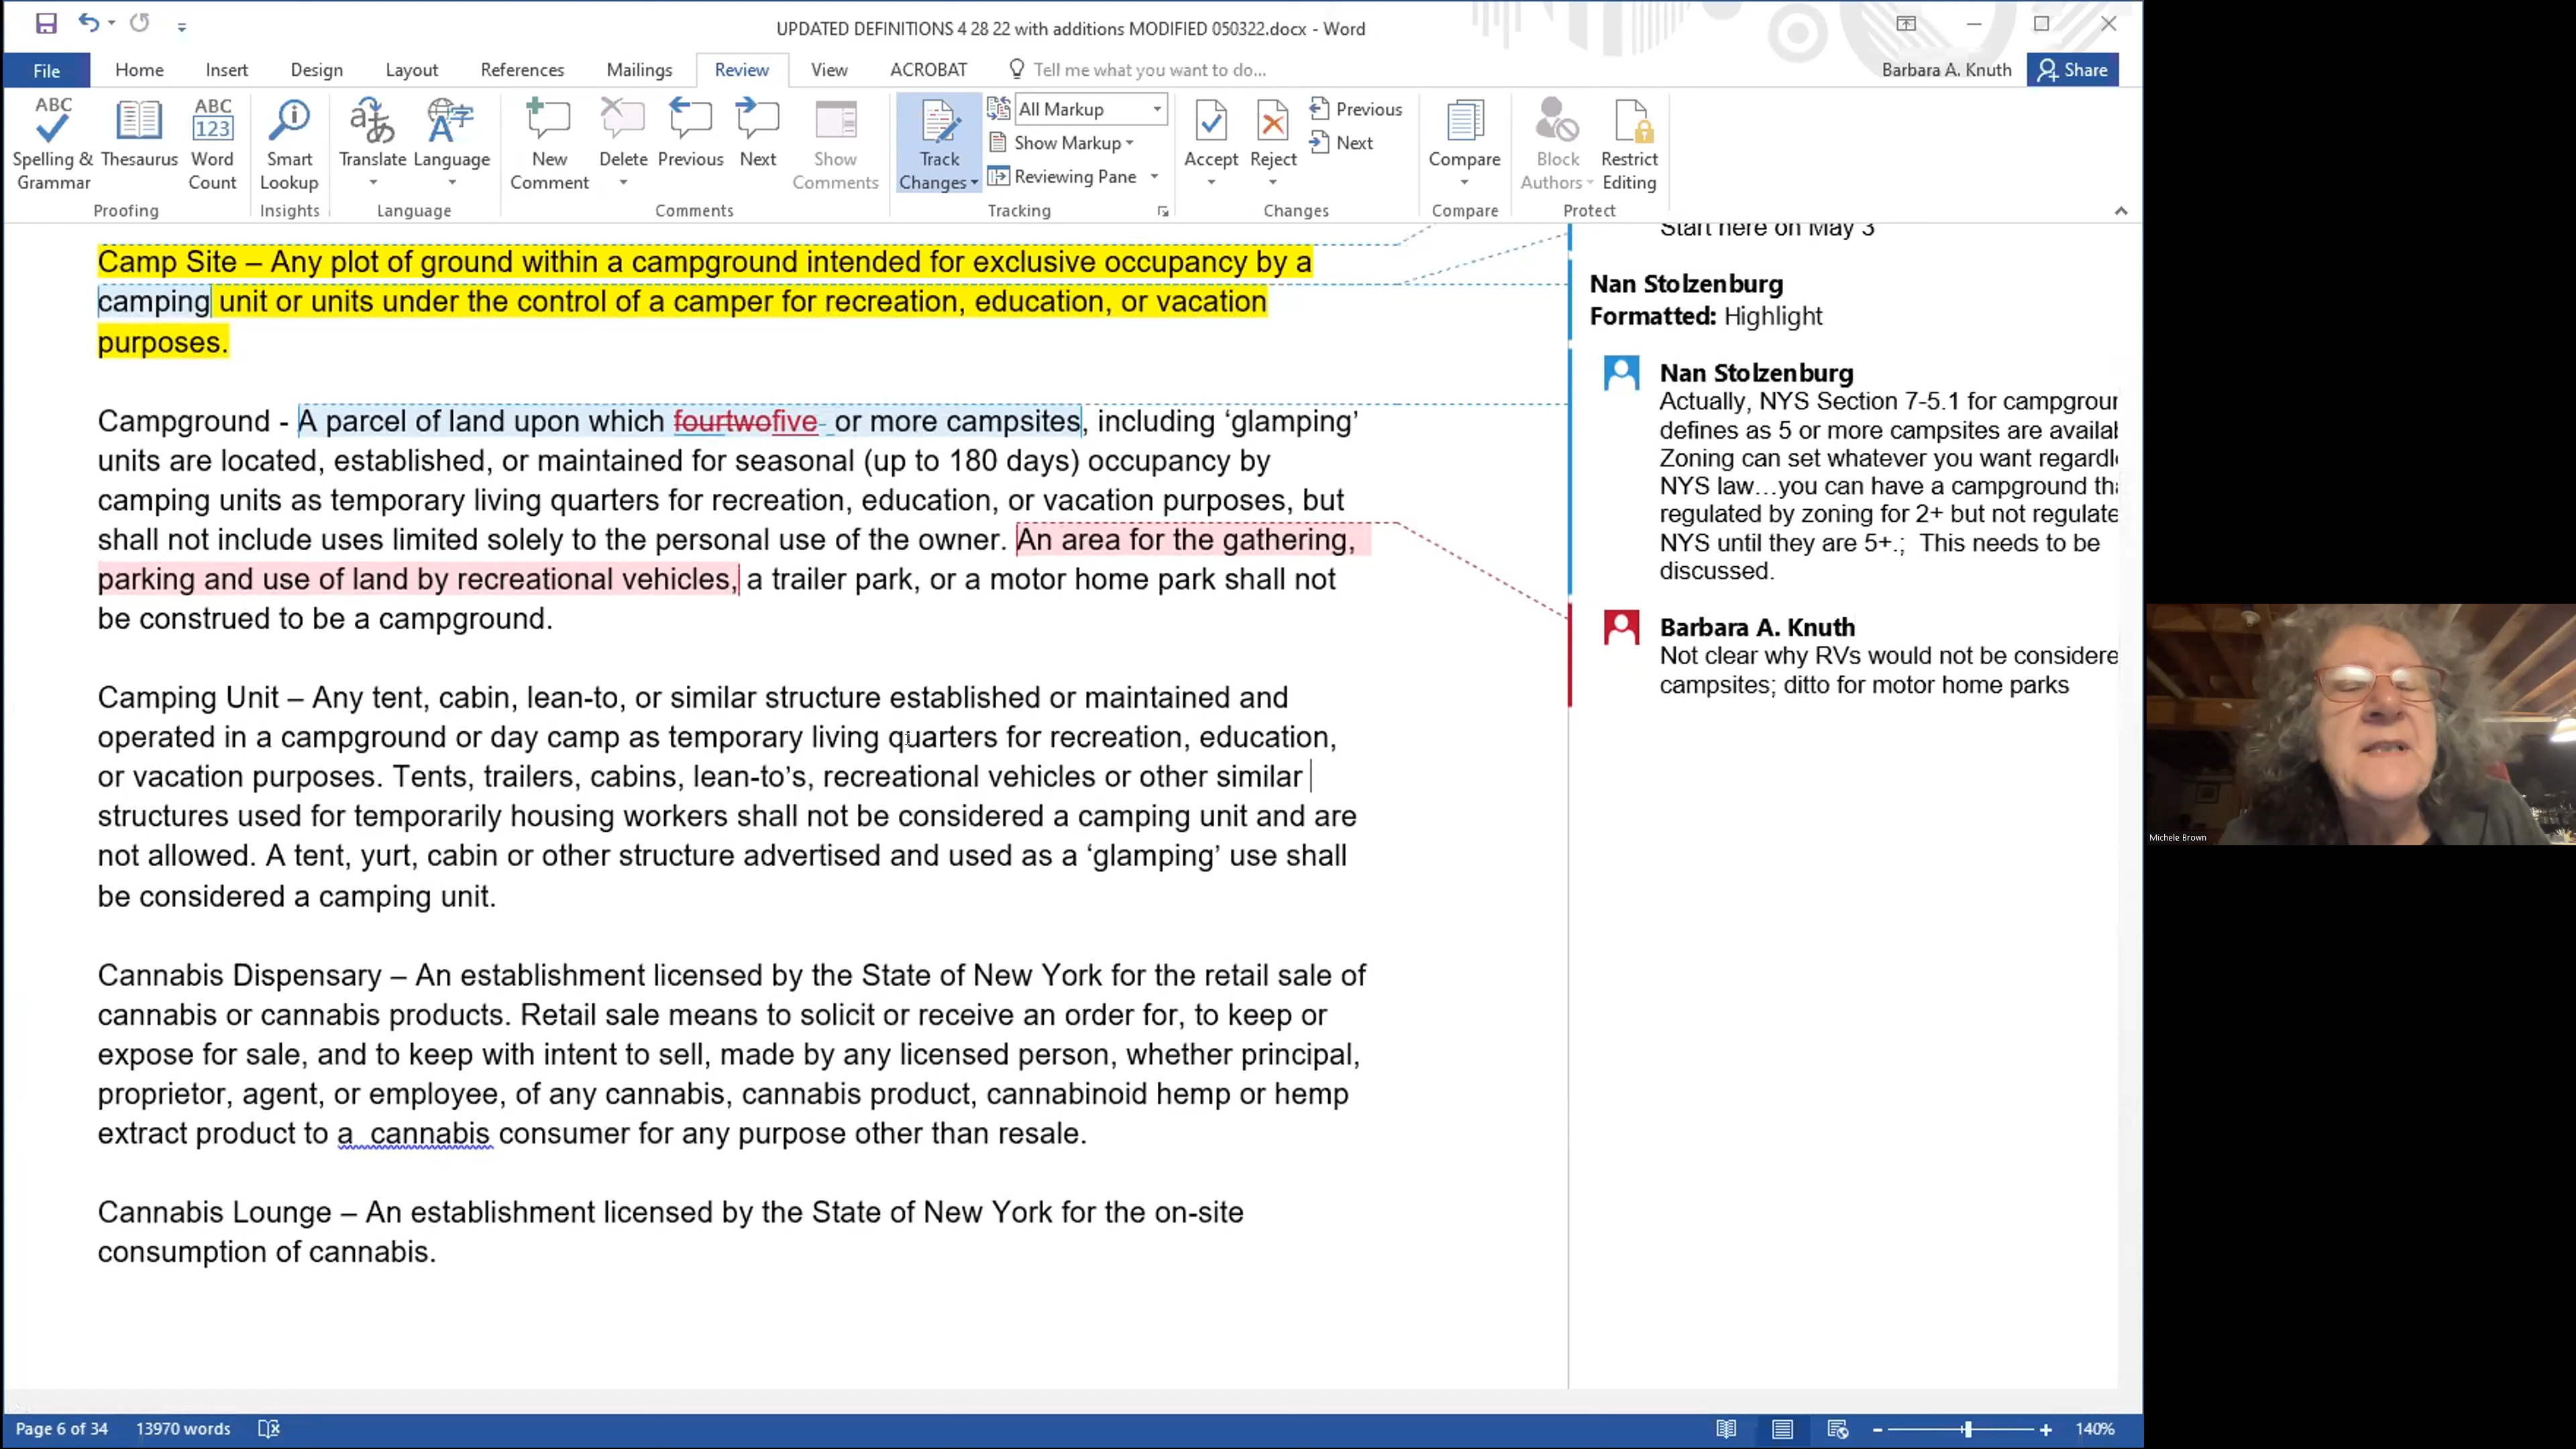 UPDATED DEFINITIONS 4 28 22 with additions MODIFIED 050322.docx - Word
File Home Insert Design Layout References Mailings Review View ACROBAT Tell me what you want to do... Barbara A. Knuth Share
ABC Spelling & Grammar
Thesaurus
ABC 123 Word Count
Smart Lookup
Translate
Language
New Comment
Delete
Previous
Next
Show Comments
Track Changes
All Markup
Show Markup
Reviewing Pane
Accept
Reject
Previous
Next
Compare
Block Authors
Restrict Editing
Proofing Insights Language Comments Tracking Changes Compare Protect
Camp Site – Any plot of ground within a campground intended for exclusive occupancy by a
camping unit or units under the control of a camper for recreation, education, or vacation
purposes.
Campground - A parcel of land upon which fourtwofive or more campsites, including ‘glamping’
units are located, established, or maintained for seasonal (up to 180 days) occupancy by
camping units as temporary living quarters for recreation, education, or vacation purposes, but
shall not include uses limited solely to the personal use of the owner. An area for the gathering,
parking and use of land by recreational vehicles, a trailer park, or a motor home park shall not
be construed to be a campground.
Camping Unit – Any tent, cabin, lean-to, or similar structure established or maintained and
operated in a campground or day camp as temporary living quarters for recreation, education,
or vacation purposes. Tents, trailers, cabins, lean-to’s, recreational vehicles or other similar
structures used for temporarily housing workers shall not be considered a camping unit and are
not allowed. A tent, yurt, cabin or other structure advertised and used as a ‘glamping’ use shall
be considered a camping unit.
Cannabis Dispensary – An establishment licensed by the State of New York for the retail sale of
cannabis or cannabis products. Retail sale means to solicit or receive an order for, to keep or
expose for sale, and to keep with intent to sell, made by any licensed person, whether principal,
proprietor, agent, or employee, of any cannabis, cannabis product, cannabinoid hemp or hemp
extract product to a  cannabis consumer for any purpose other than resale.
Cannabis Lounge – An establishment licensed by the State of New York for the on-site
consumption of cannabis.
Start here on May 3
Nan Stolzenburg
Formatted: Highlight
Nan Stolzenburg
Actually, NYS Section 7-5.1 for campgrour
defines as 5 or more campsites are availab
Zoning can set whatever you want regardl
NYS law…you can have a campground tha
regulated by zoning for 2+ but not regulate
NYS until they are 5+.;  This needs to be
discussed.
Barbara A. Knuth
Not clear why RVs would not be considere
campsites; ditto for motor home parks
Michele Brown
Page 6 of 34 13970 words 140%